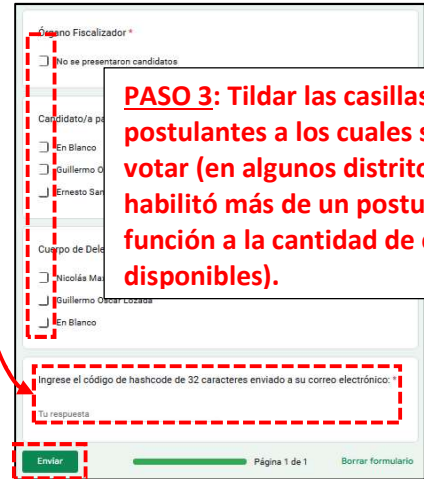 Órgano Fiscalizador *
No se presentaron candidatos
PASO 3: Tildar las casillas
postulantes a los cuales s
votar (en algunos distrito
habilitó más de un postu
función a la cantidad de
disponibles).
Candidato/a pa
En Blanco
Guillermo O
Ernesto San
Cuerpo de Dele
Nicolás Ma
Guillermo Oscar Lozada
En Blanco
Ingrese el código de hashcode de 32 caracteres enviado a su correo electrónico: *
Tu respuesta
Enviar
Página 1 de 1
Borrar formulario